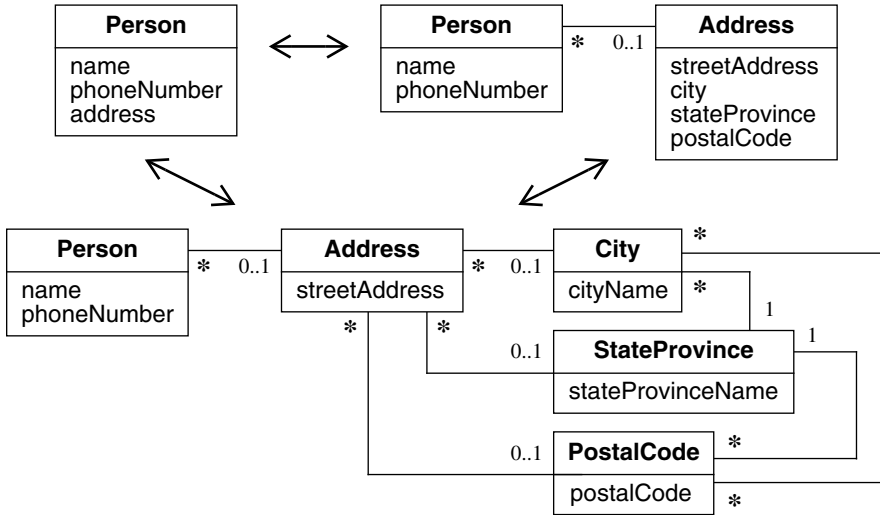 Person
name
phoneNumber
address
Person
name
phoneNumber
* 0..1
Address
streetAddress
city
stateProvince
postalCode
Person
name
phoneNumber
* 0..1
Address
streetAddress
* 0..1
City
cityName
*
*
* *
1 1
0..1
StateProvince
stateProvinceName
0..1
PostalCode
postalCode
*
*